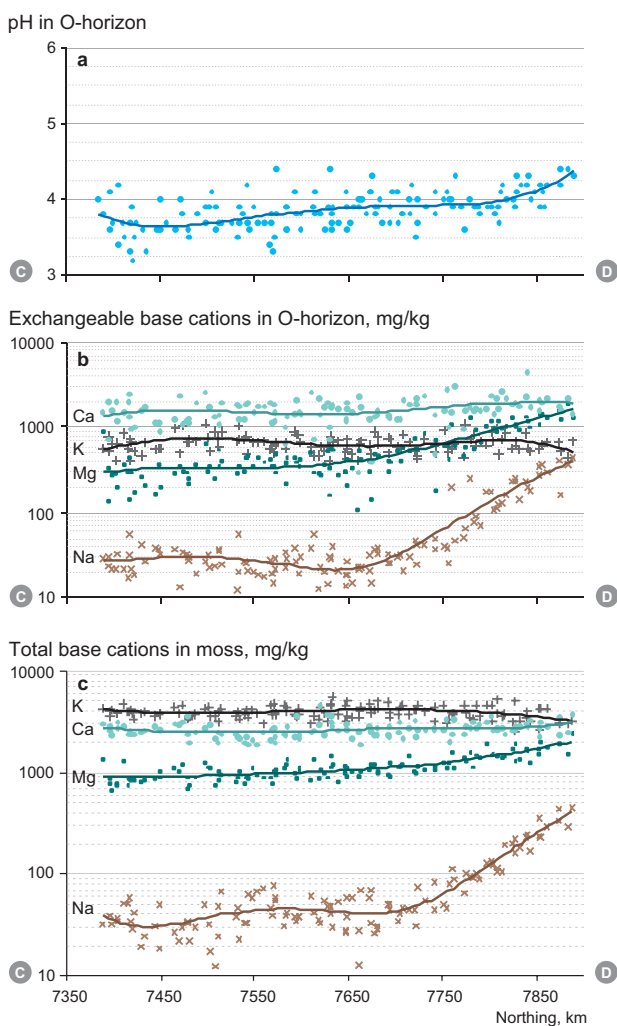 pH in O-horizon
6
a
5
4
3
C
D
Exchangeable base cations in O-horizon, mg/kg
10000
b
Ca
1000
K
Mg
100
Na
10
C
D
Total base cations in moss, mg/kg
10000
c
K
Ca
1000
Mg
100
Na
10
C
D
7350 7450 7550 7650 7750 7850
Northing, km